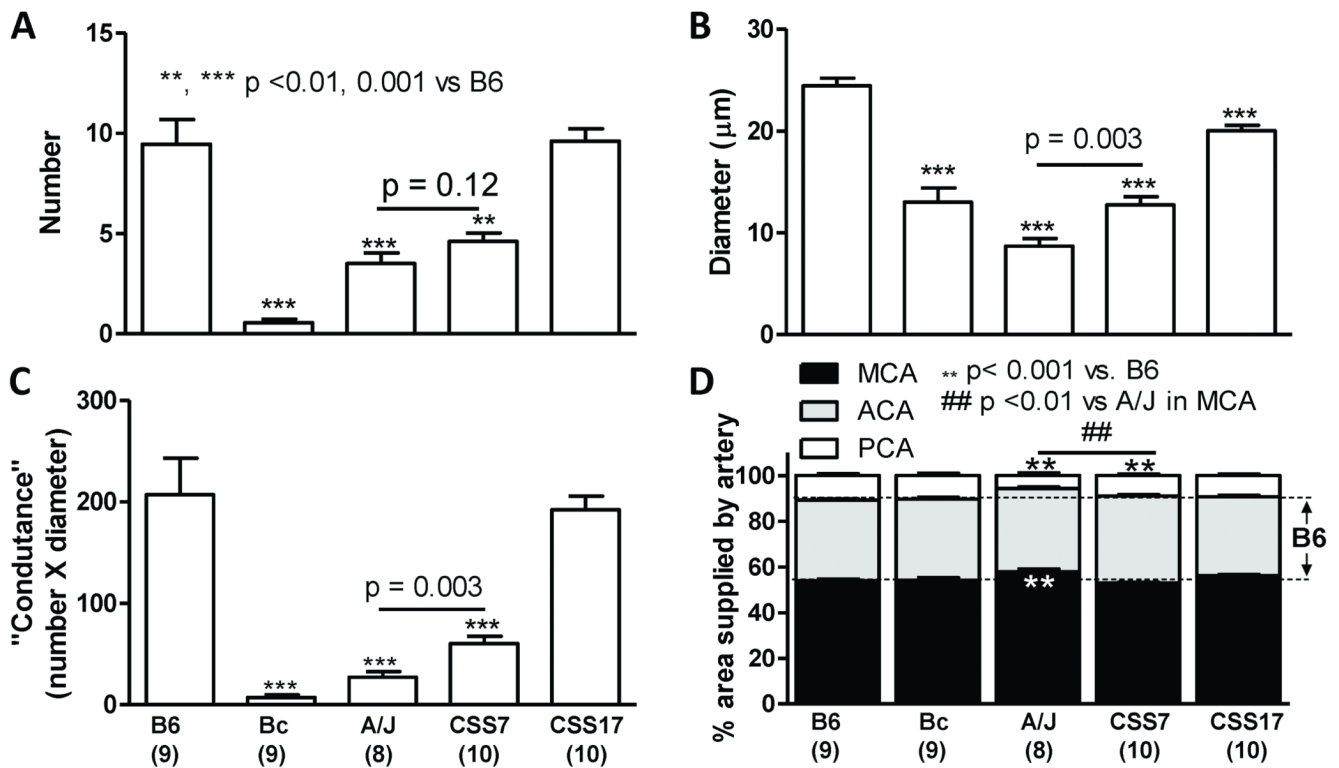 A
15
**, *** p <0.01, 0.001 vs B6
10
Number
p = 0.12
5
***
**
***
0
B
30
Diameter (µm)
20
***
p = 0.003
***
***
10
***
0
C
300
"Condutance"
(number X diameter)
200
p = 0.003
100
***
***
***
0
B6
(9)
Bc
(9)
A/J
(8)
CSS7
(10)
CSS17
(10)
D
MCA
ACA
PCA
** p< 0.001 vs. B6
## p <0.01 vs A/J in MCA
##
% area supplied by artery
100
**
**
80
B6
60
**
40
20
0
B6
(9)
Bc
(9)
A/J
(8)
CSS7
(10)
CSS17
(10)